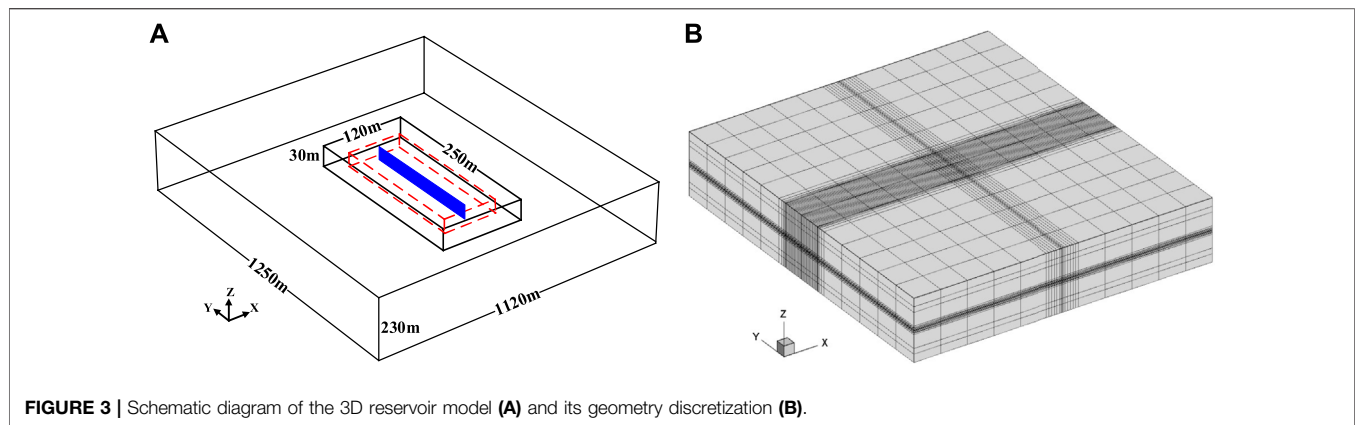 A
B
120m
250m
30m
1250m
1120m
230m
Z
Y
X
Z
Y
X
FIGURE 3 | Schematic diagram of the 3D reservoir model (A) and its geometry discretization (B).